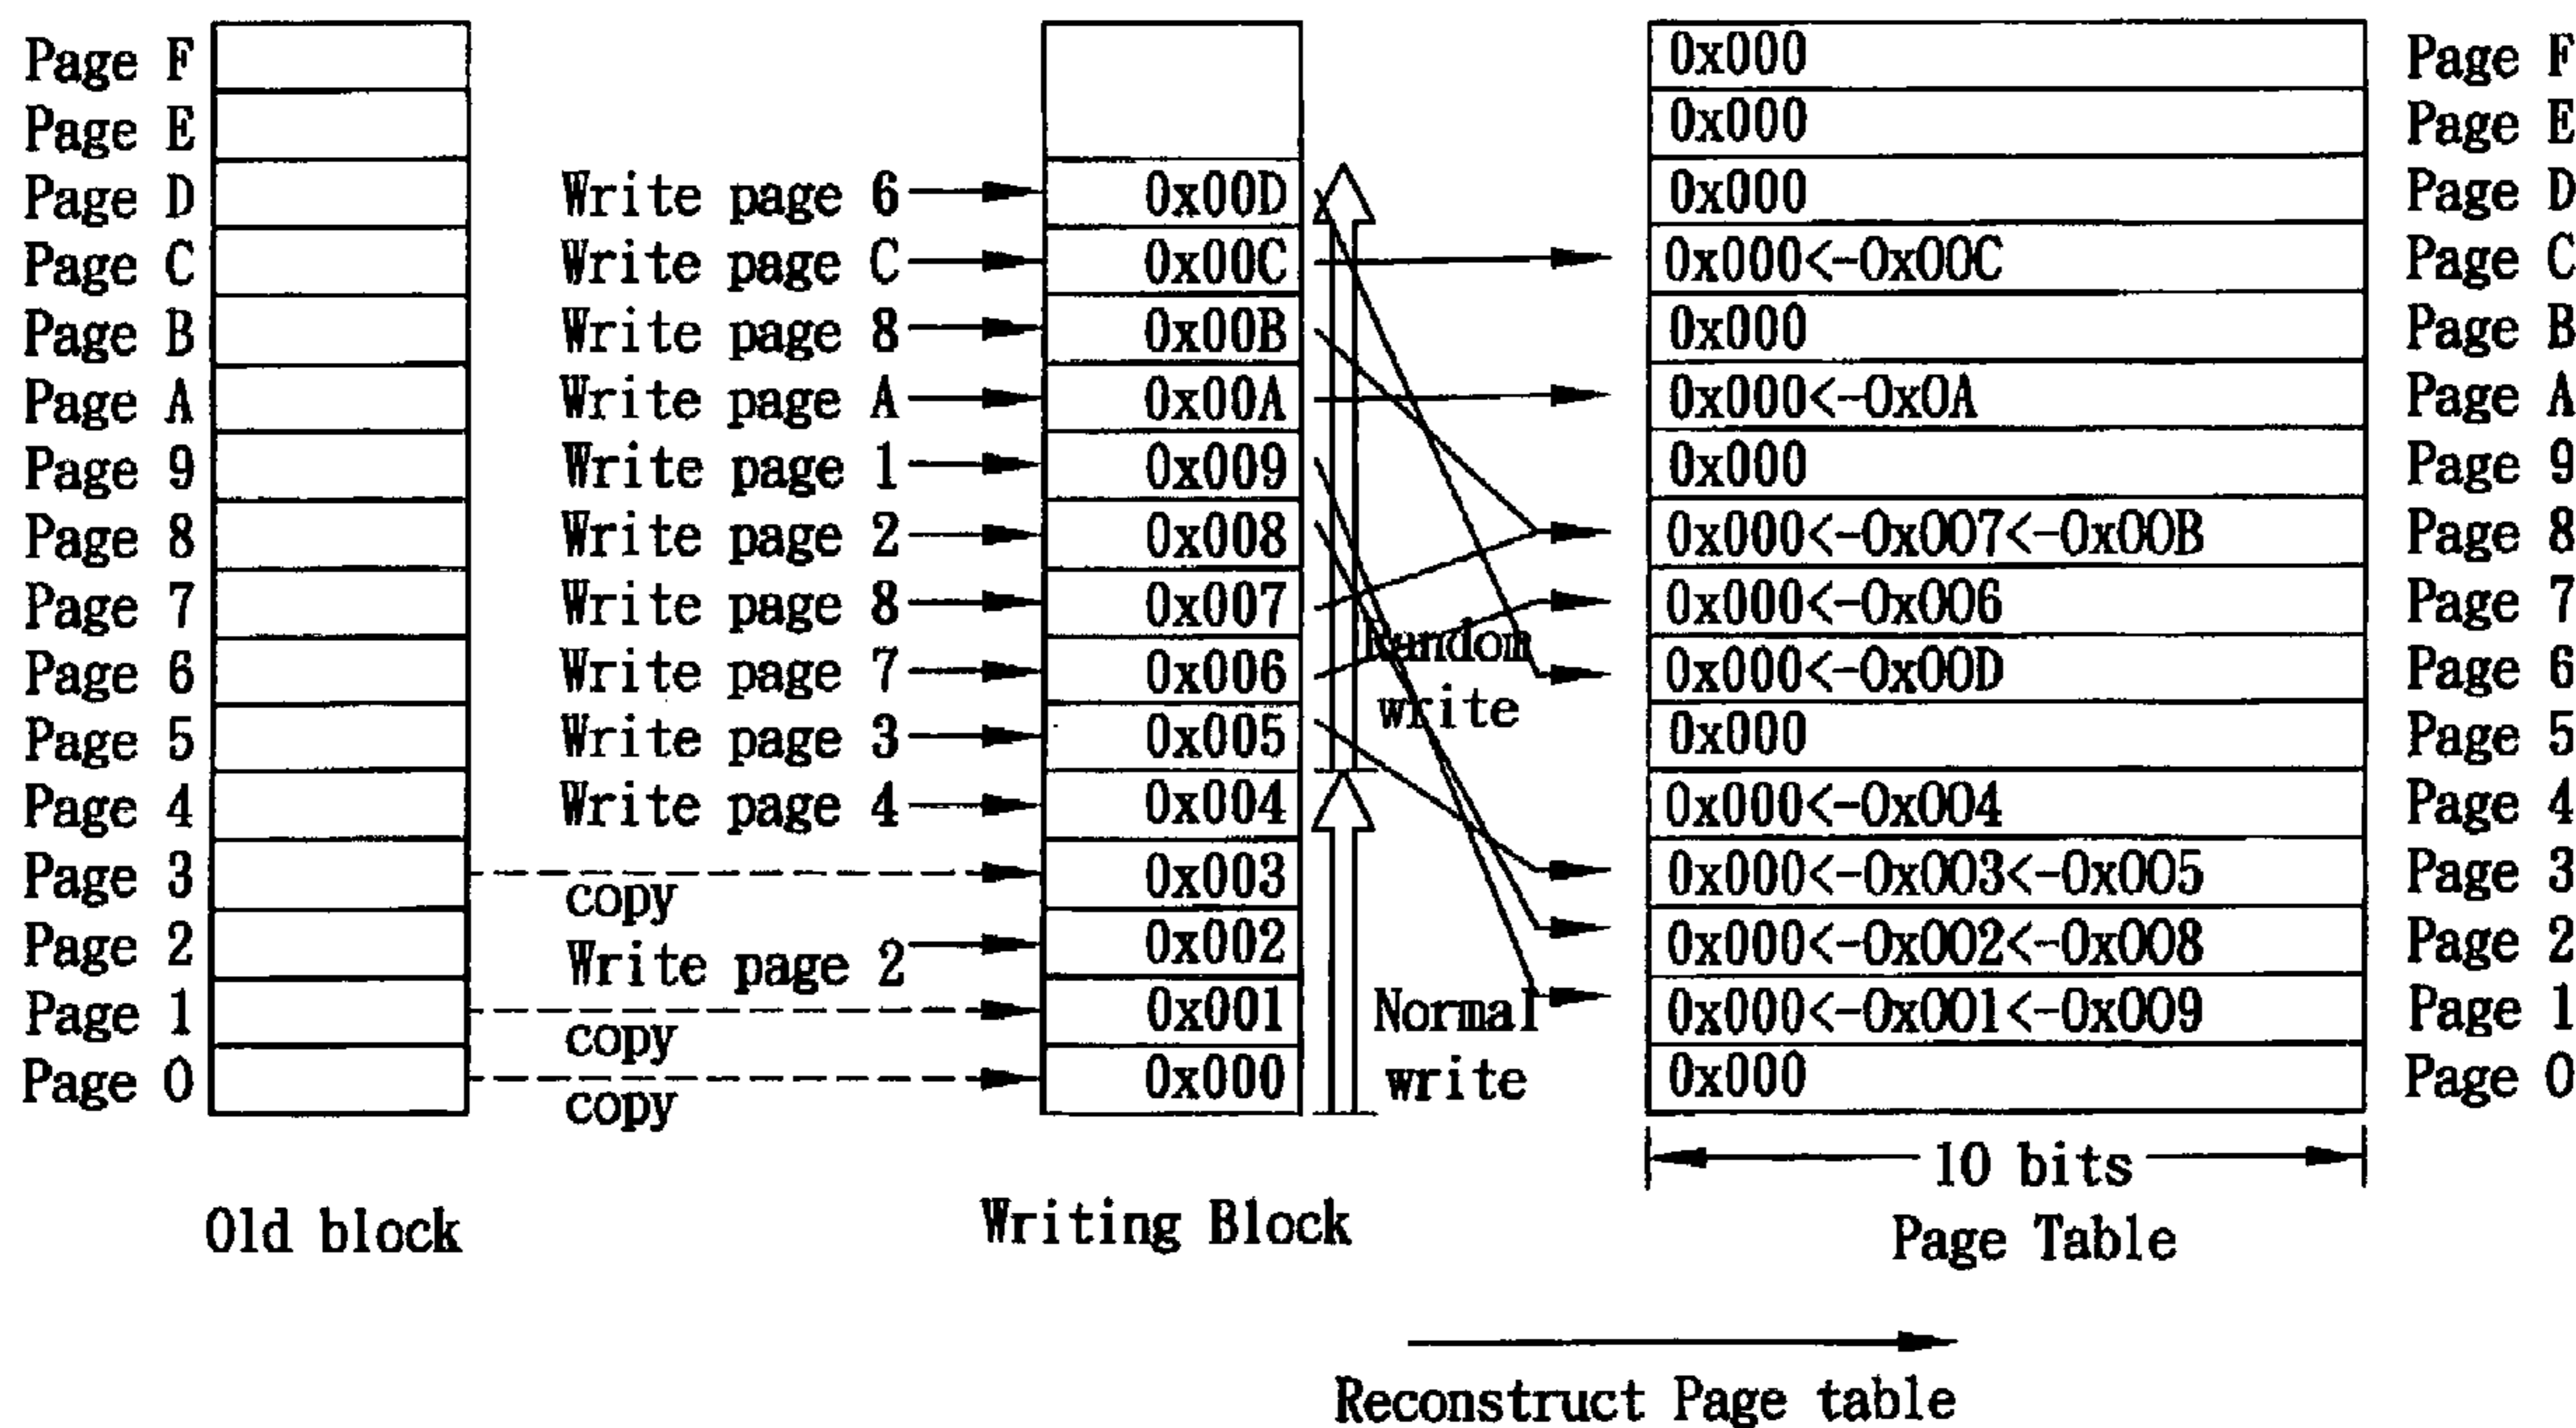 Page F
0x000
Page F
Page E
0x000
Page E
Page D
Write page 6
0x00D
0x000
Page D
Page C
Write page C
0x00C
0x000<-0x00C
Page C
Page B
Write page 8
0x00B
0x000
Page B
Page A
Write page A
0x00A
0x000<-0x0A
Page A
Page 9
Write page 1
0x009
0x000
Page 9
Page 8
Write page 2
0x008
0x000<-0x007<-0x00B
Page 8
Page 7
Write page 8
0x007
0x000<-0x006
Page 7
Page 6
Write page 7
0x006
Random
write
0x000<-0x00D
Page 6
Page 5
Write page 3
0x005
0x000
Page 5
Page 4
Write page 4
0x004
0x000<-0x004
Page 4
Page 3
copy
0x003
0x000<-0x003<-0x005
Page 3
Page 2
Write page 2
0x002
0x000<-0x002<-0x008
Page 2
Page 1
copy
0x001
Normal
write
0x000<-0x001<-0x009
Page 1
Page 0
copy
0x000
0x000
Page 0
10 bits
Old block
Writing Block
Page Table
Reconstruct Page table